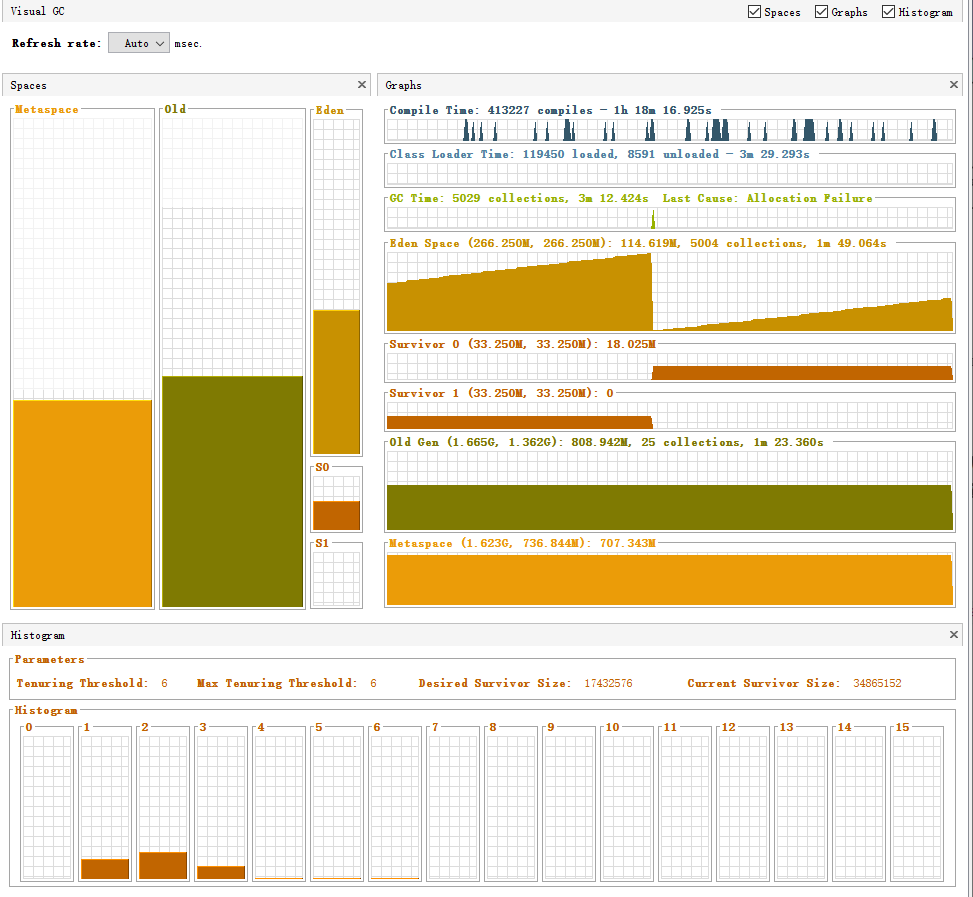 Visual GC
Spaces Graphs Histogram
Refresh rate: Auto msec.
Spaces
Metaspace
Old
Eden
S0
S1
Graphs
Compile Time: 413227 compiles - 1h 18m 16.925s
Class Loader Time: 119450 loaded, 8591 unloaded - 3m 29.293s
GC Time: 5029 collections, 3m 12.424s Last Cause: Allocation Failure
Eden Space (266.250M, 266.250M): 114.619M, 5004 collections, 1m 49.064s
Survivor 0 (33.250M, 33.250M): 18.025M
Survivor 1 (33.250M, 33.250M): 0
Old Gen (1.665G, 1.362G): 808.942M, 25 collections, 1m 23.360s
Metaspace (1.623G, 736.844M): 707.343M
Histogram
Parameters
Tenuring Threshold: 6 Max Tenuring Threshold: 6 Desired Survivor Size: 17432576 Current Survivor Size: 34865152
Histogram
0 1 2 3 4 5 6 7 8 9 10 11 12 13 14 15